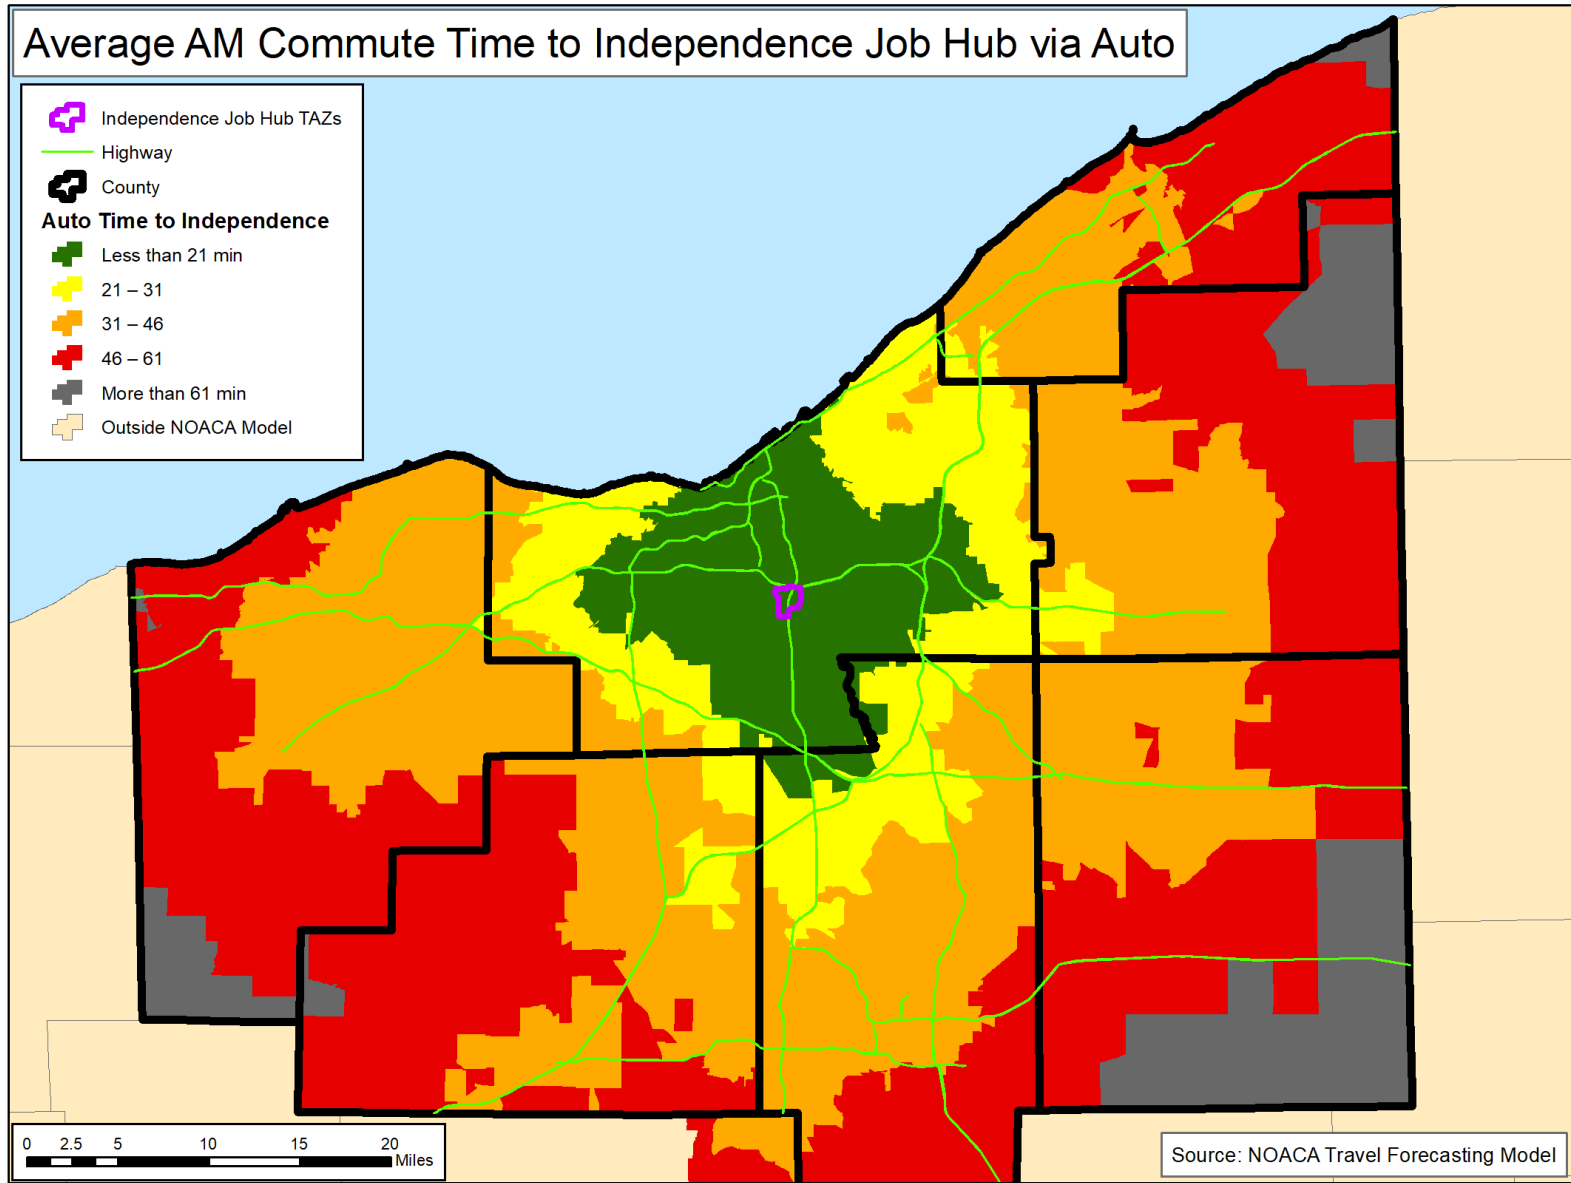 Average AM Commute Time to Independence Job Hub via Auto
Independence Job Hub TAZs
Highway
County
Auto Time to Independence
Less than 21 min
21 – 31
31 – 46
46 – 61
More than 61 min
Outside NOACA Model
0 2.5 5 10 15 20
Miles
Source: NOACA Travel Forecasting Model